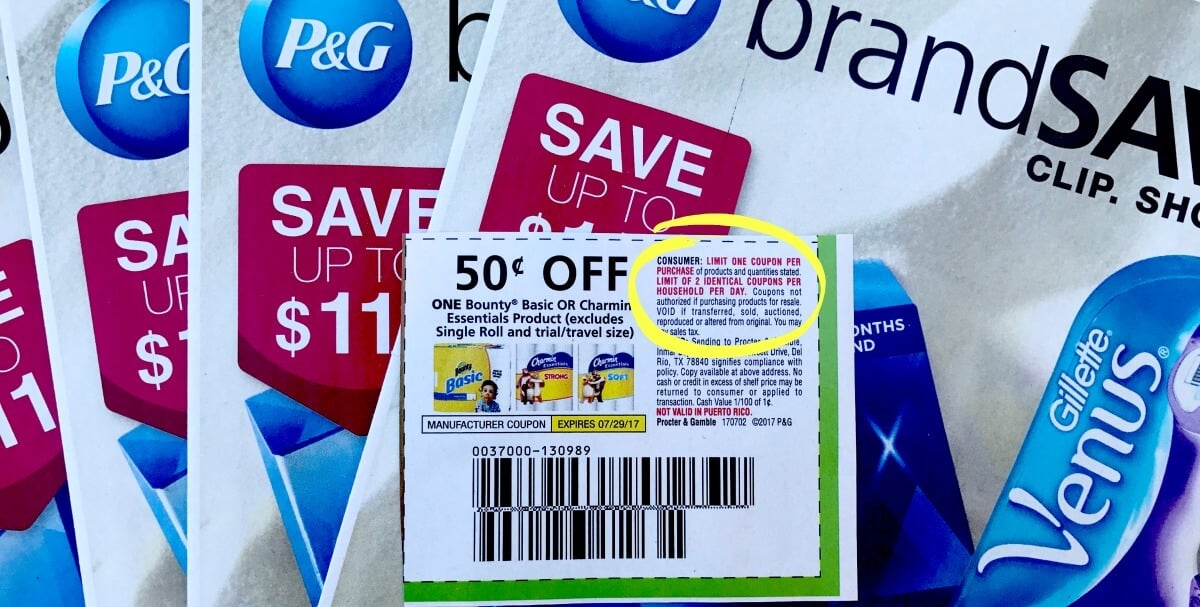 P&G
P&G
P&G
brandSAV
CLIP. SHO
SAVE
UP TO
SAVE
UP TO
$11
SA
UP
$1
11
50¢ OFF
ONE Bounty® Basic OR Charmin
Essentials Product (excludes
Single Roll and trial/travel size)
Bounty
Basic
Charmin
Essentials
STRONG
Charmin
Essentials
SOFT
MANUFACTURER COUPON EXPIRES 07/29/17
CONSUMER: LIMIT ONE COUPON PER
PURCHASE of products and quantities stated.
LIMIT OF 2 IDENTICAL COUPONS PER
HOUSEHOLD PER DAY. Coupons not
authorized if purchasing products for resale.
VOID if transferred, sold, auctioned,
reproduced or altered from original. You may
sales tax.
Sending to Procter
Drive, Del
Rio, TX 78840 signifies compliance with
policy. Copy available at above address. No
cash or credit in excess of shelf price may be
returned to consumer or applied to
transaction. Cash Value 1/100 of 1¢.
NOT VALID IN PUERTO RICO.
Procter & Gamble 170702 ©2017 P&G
0037000-130989
Gillette
Venus®